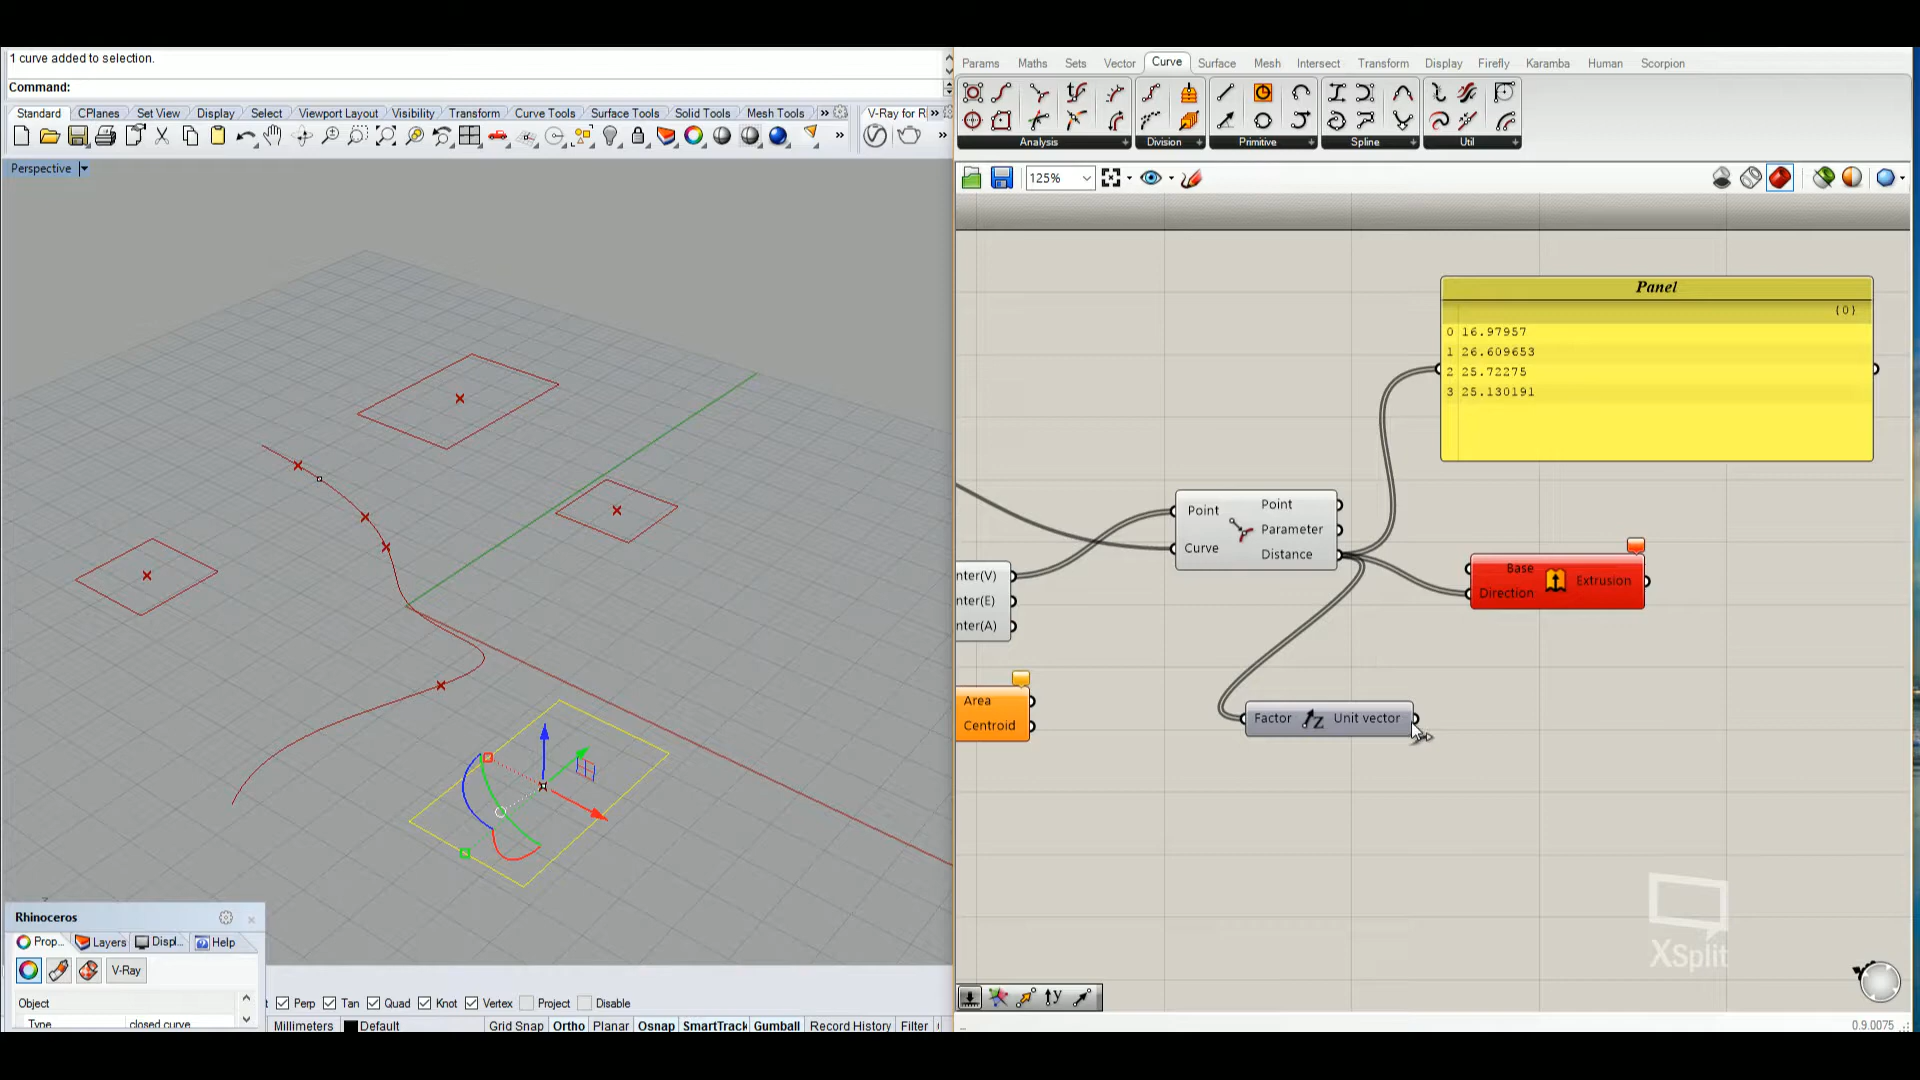 1 curve added to selection.
Command:
Standard CPlanes Set View Display Select Viewport Layout Visibility Transform Curve Tools Surface Tools Solid Tools Mesh Tools » V-Ray for R »
Perspective
Rhinoceros
Prop... Layers Displ... Help
V-Ray
Object
Type closed curve
Perp Tan Quad Knot Vertex Project Disable
Millimeters Default Grid Snap Ortho Planar Osnap SmartTrack Gumball Record History Filter
Params Maths Sets Vector Curve Surface Mesh Intersect Transform Display Firefly Karamba Human Scorpion
Analysis Division Primitive Spline Util
125%
Panel
{0}
0 16.97957
1 26.609653
2 25.72275
3 25.130191
Point
Curve
Point
Parameter
Distance
Base
Direction
Extrusion
nter(V)
nter(E)
nter(A)
Area
Centroid
Factor Z Unit vector
XSplit
0.9.0075